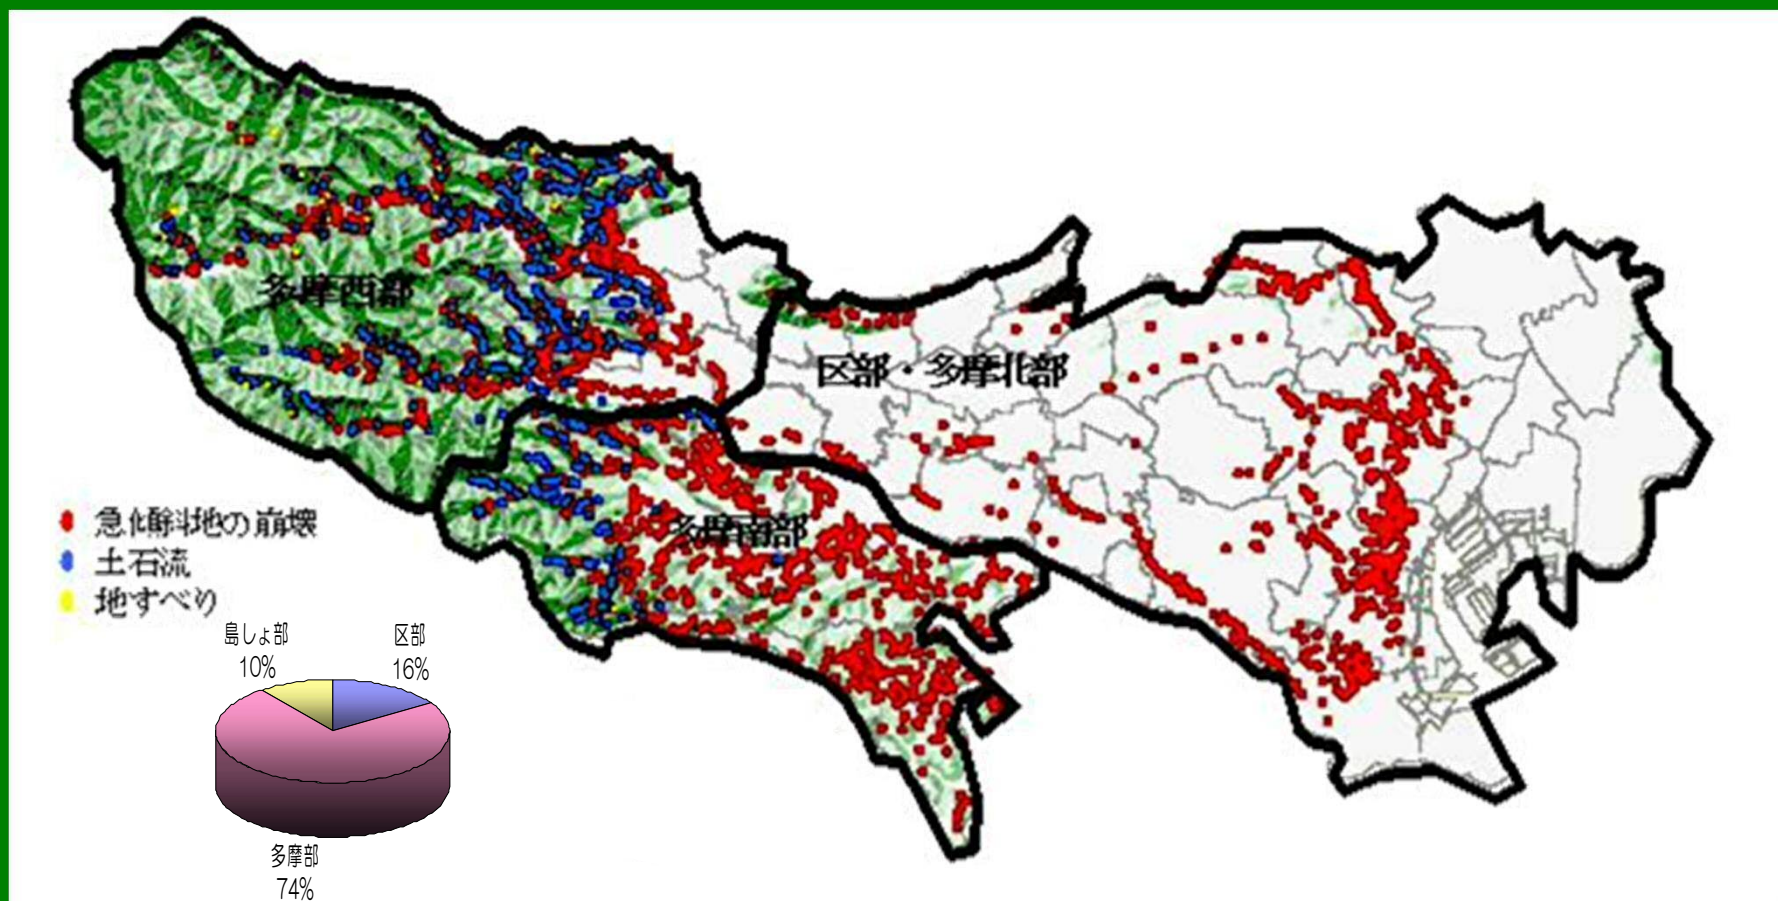 多摩西部
区部・多摩北部
多摩南部
急傾斜地の崩壊
土石流
地すべり
島しょ部
10%
区部
16%
多摩部
74%